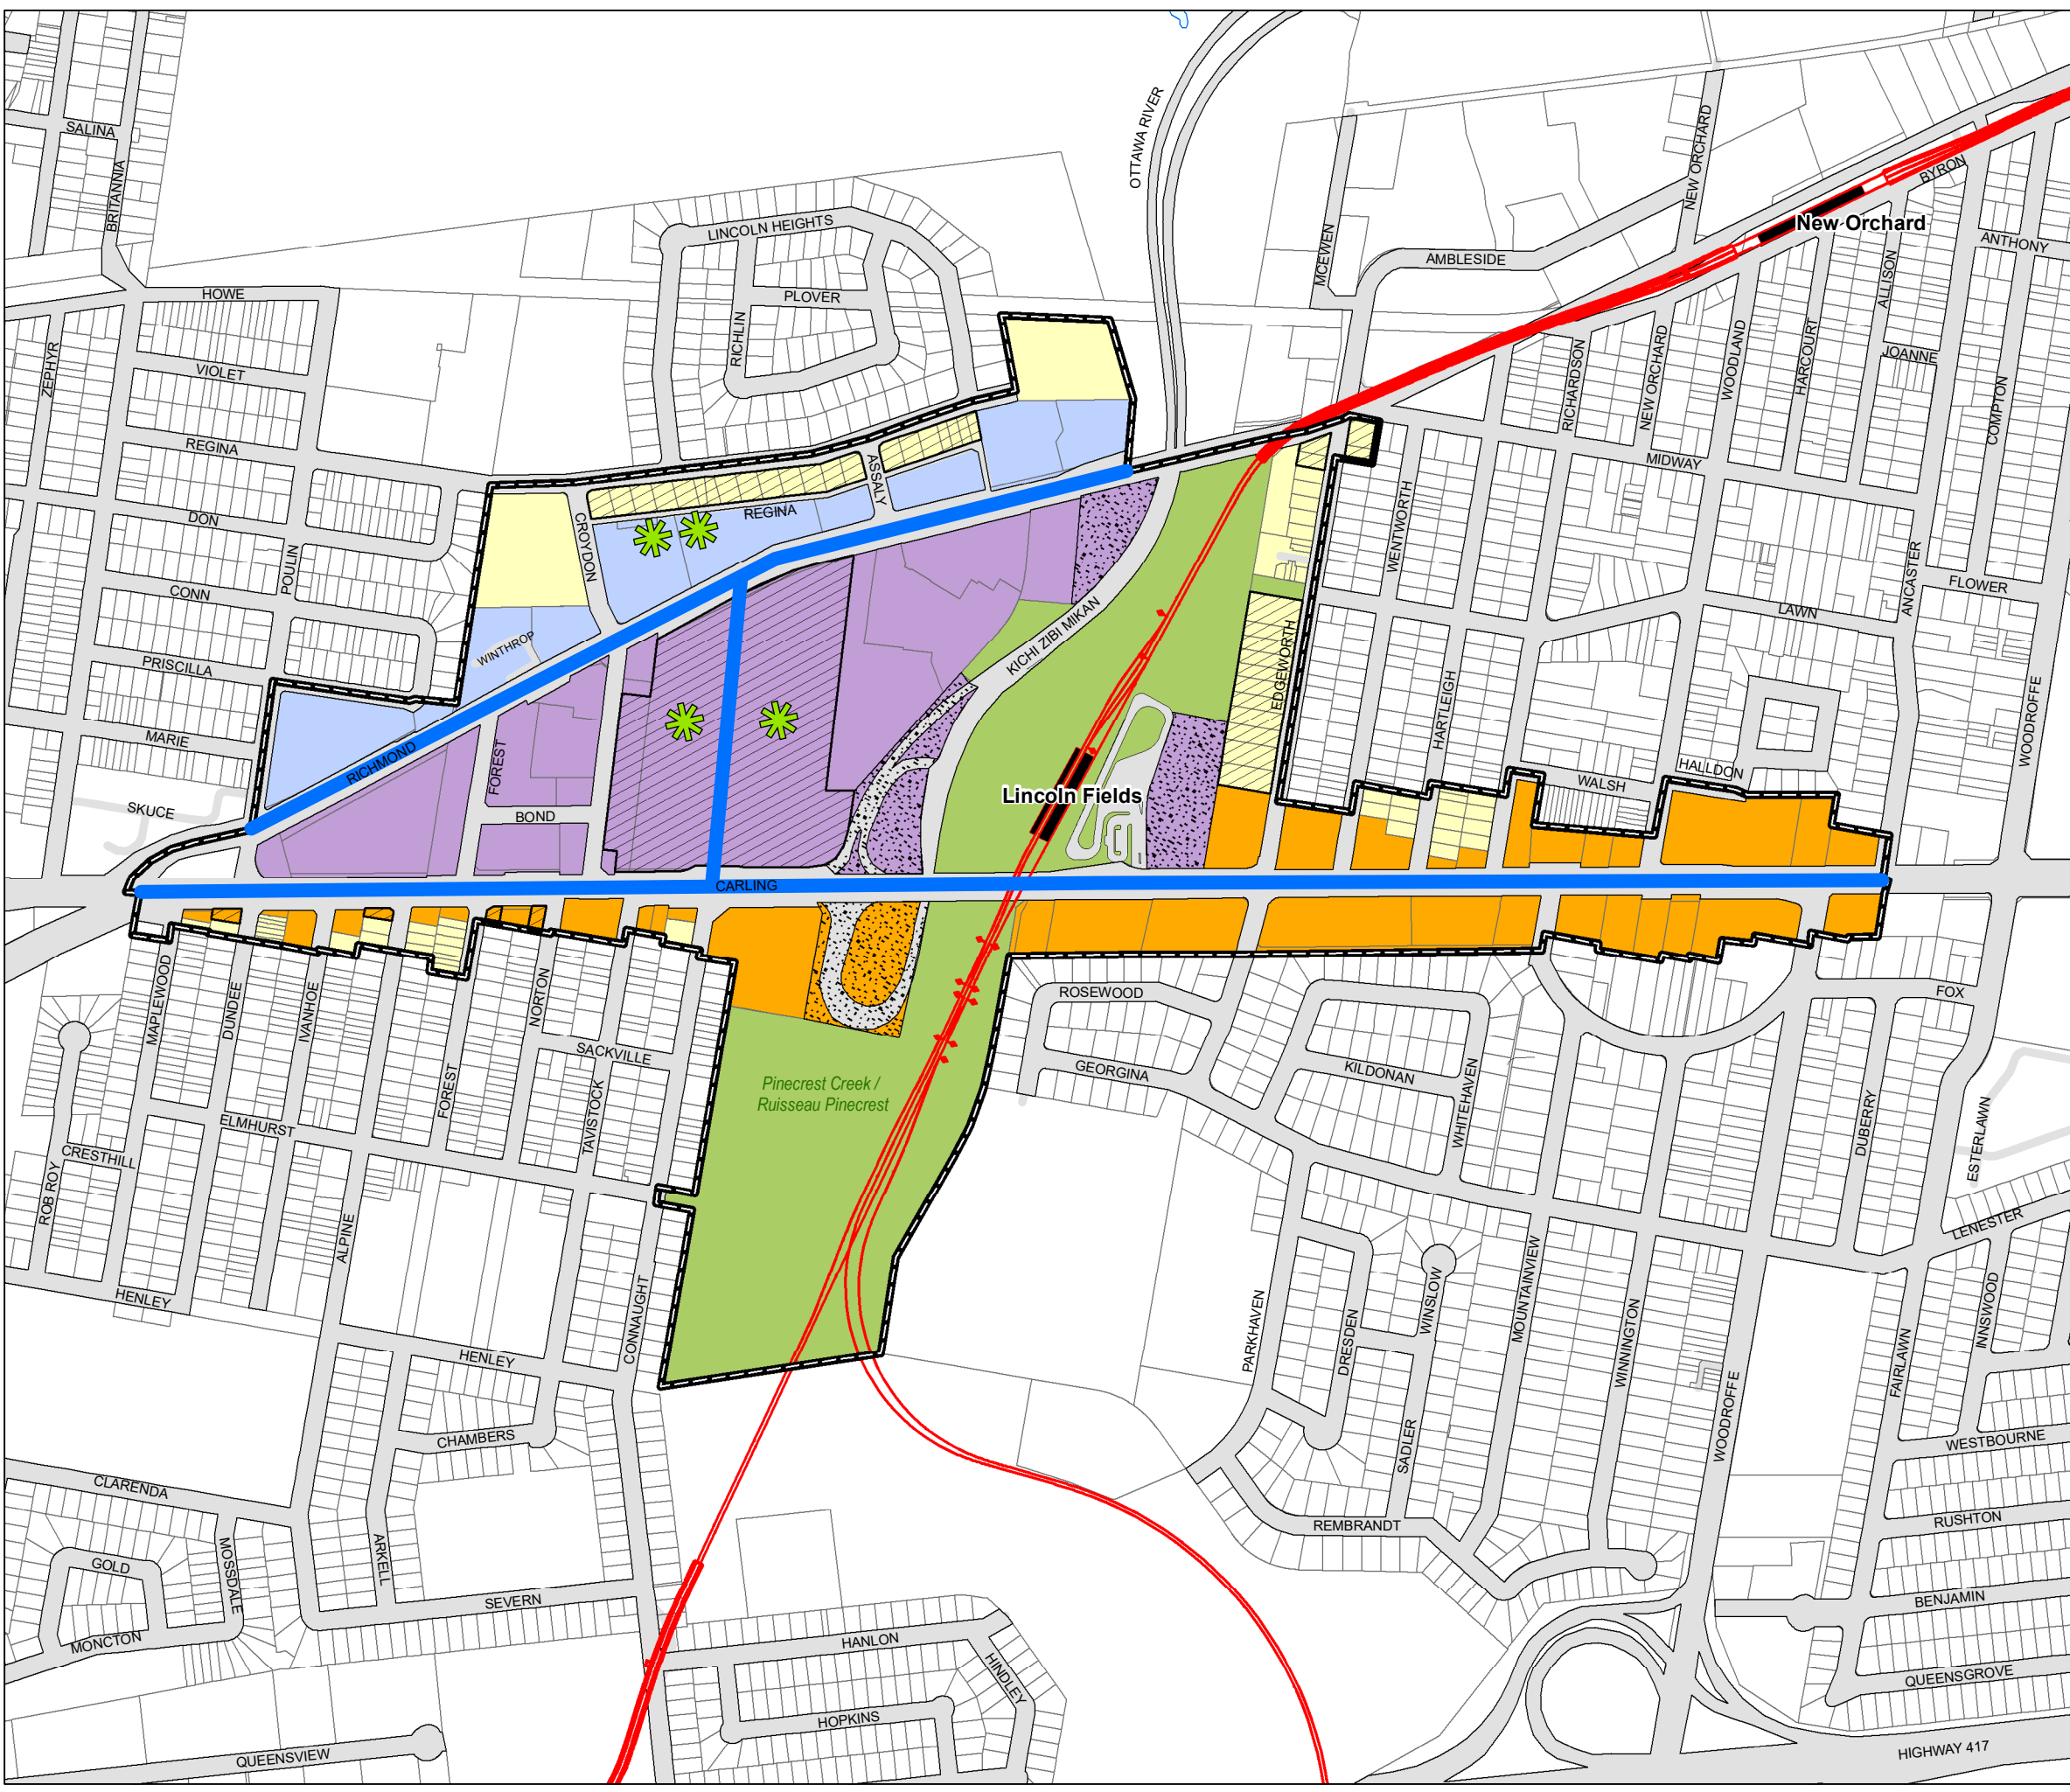 SALINA
BRITANNIA
OTTAWA RIVER
LINCOLN HEIGHTS
RICHLIN
PLOVER
MCEWEN
AMBLESIDE
NEW ORCHARD
BYRON
New Orchard
ANTHONY
ALLISON
HOWE
ZEPHYR
VIOLET
REGINA
DON
POULIN
CONN
PRISCILLA
MARIE
SKUCE
CROYDON
REGINA
ASSALY
WINTHROP
RICHMOND
FOREST
BOND
KICHI ZIBI MIKAN
Lincoln Fields
EDGEWORTH
WENTWORTH
HARTLEIGH
RICHARDSON
NEW ORCHARD
WOODLAND
HARCOURT
JOANNE
COMPTON
MIDWAY
ANCASTER
FLOWER
LAWN
WOODROFFE
WALSH
HALLDON
CARLING
MAPLEWOOD
DUNDEE
IVANHOE
NORTON
SACKVILLE
TAVISTOCK
FOREST
ELMHURST
CRESTHILL
ROB ROY
ALPINE
HENLEY
HENLEY
CONNAUGHT
CHAMBERS
Pinecrest Creek /
Ruisseau Pinecrest
ROSEWOOD
GEORGINA
KILDONAN
WHITEHAVEN
FOX
DUBERRY
ESTERLAWN
LENESTER
PARKHAVEN
DRESDEN
WINSLOW
SADLER
MOUNTAINVIEW
WINNINGTON
WOODROFFE
FAIRLAWN
INNSWOOD
WESTBOURNE
RUSHTON
BENJAMIN
QUEENSGROVE
REMBRANDT
CLARENDA
GOLD
MOSSDALE
MONCTON
ARKELL
SEVERN
HANLON
HINDLEY
HOPKINS
QUEENSVIEW
HIGHWAY 417